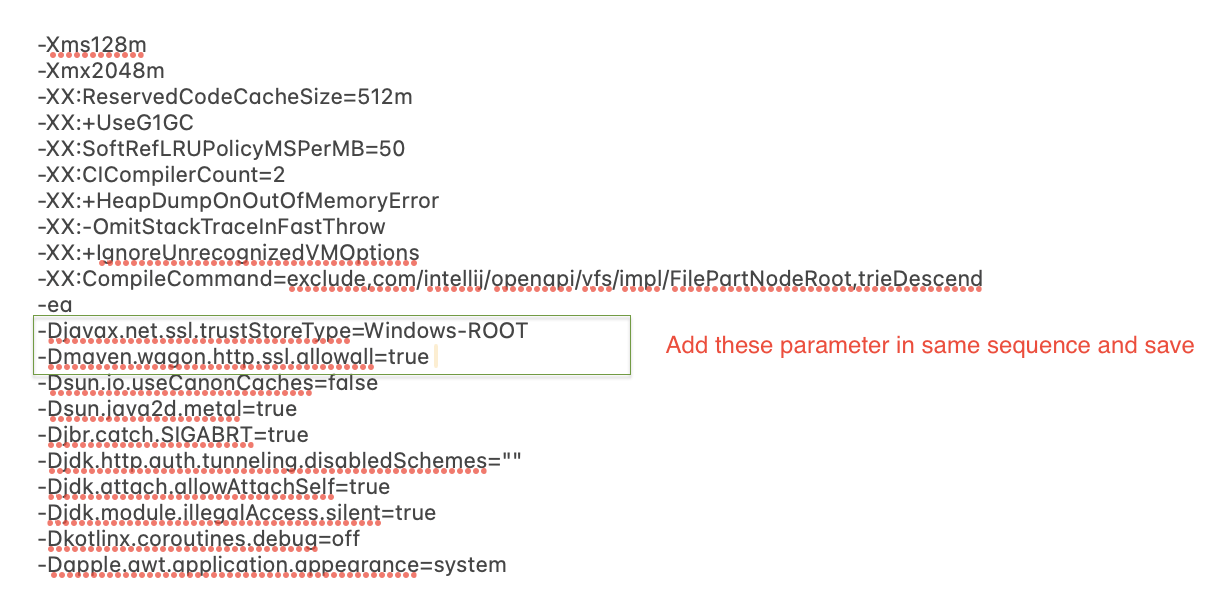 -Xms128m
-Xmx2048m
-XX:ReservedCodeCacheSize=512m
-XX:+UseG1GC
-XX:SoftRefLRUPolicyMSPerMB=50
-XX:CICompilerCount=2
-XX:+HeapDumpOnOutOfMemoryError
-XX:-OmitStackTraceInFastThrow
-XX:+IgnoreUnrecognizedVMOptions
-XX:CompileCommand=exclude,com/intellij/openapi/vfs/impl/FilePartNodeRoot,trieDescend
-ea
-Djavax.net.ssl.trustStoreType=Windows-ROOT
-Dmaven.wagon.http.ssl.allowall=true
Add these parameter in same sequence and save
-Dsun.io.useCanonCaches=false
-Dsun.java2d.metal=true
-Djbr.catch.SIGABRT=true
-Djdk.http.auth.tunneling.disabledSchemes=""
-Djdk.attach.allowAttachSelf=true
-Djdk.module.illegalAccess.silent=true
-Dkotlinx.coroutines.debug=off
-Dapple.awt.application.appearance=system